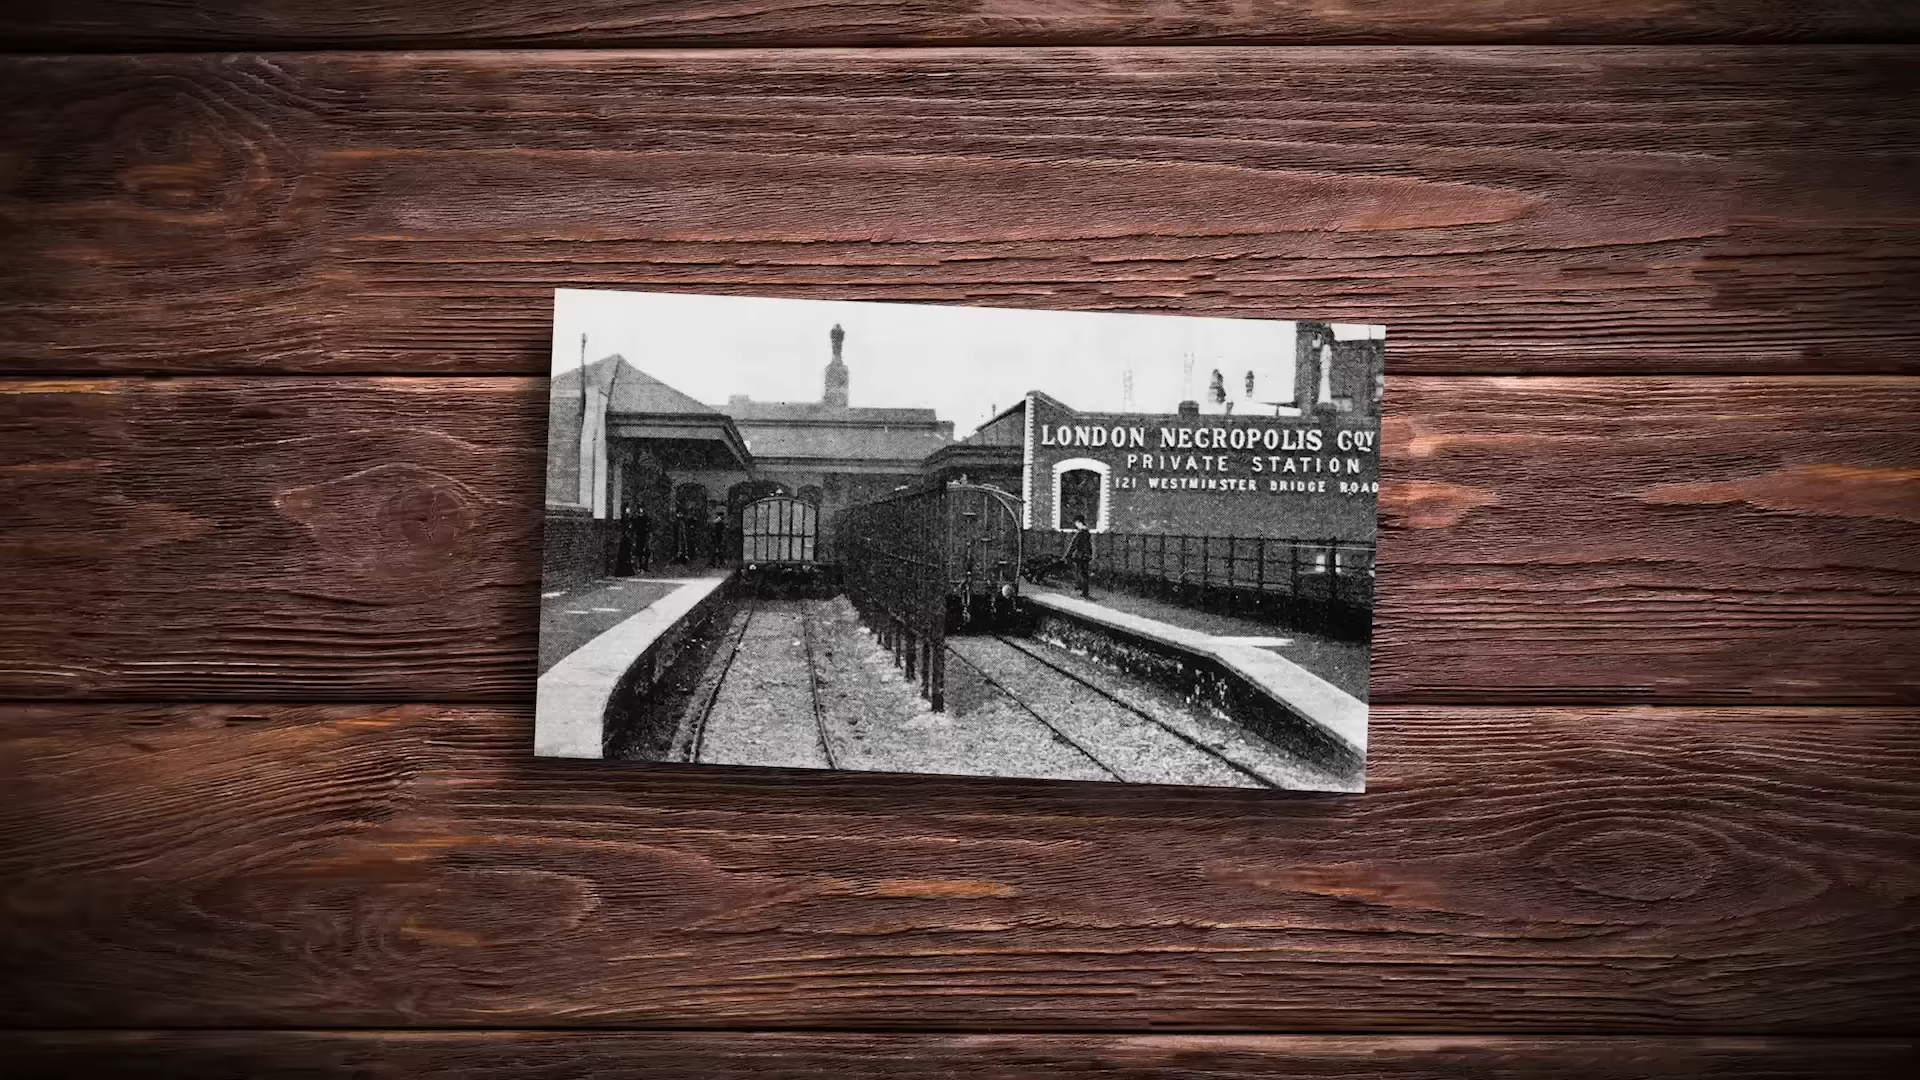 LONDON NECROPOLIS COY
PRIVATE STATION
121 WESTMINSTER BRIDGE ROAD